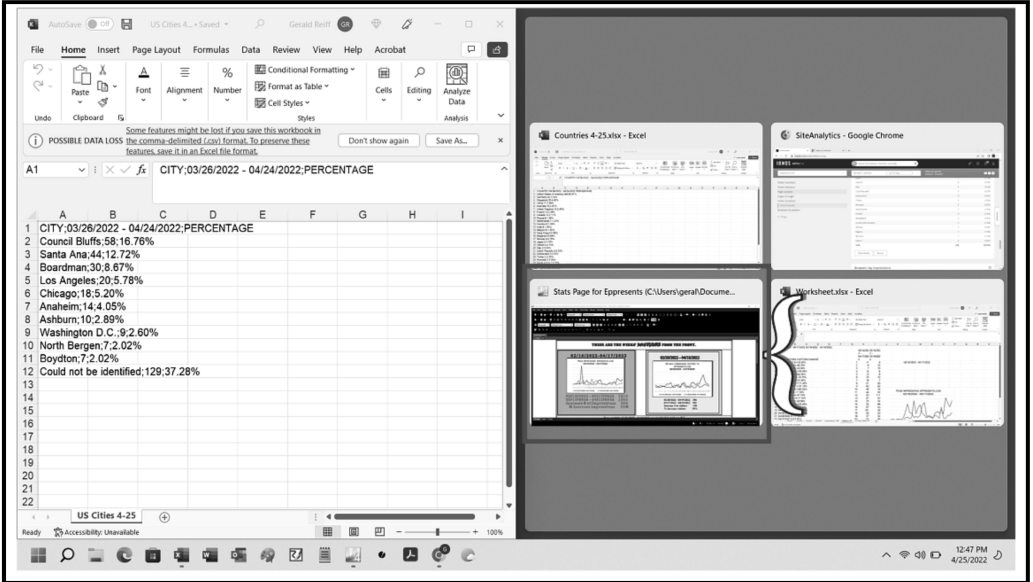 AutoSave Off US Cities 4... • Saved Gerald Reiff GR
File Home Insert Page Layout Formulas Data Review View Help Acrobat
Paste Font Alignment Number Conditional Formatting Format as Table Cell Styles Cells Editing Analyze Data
Undo Clipboard Styles Analysis
POSSIBLE DATA LOSS Some features might be lost if you save this workbook in the comma-delimited (.csv) format. To preserve these features, save it in an Excel file format. Don't show again Save As...
A1 fx CITY;03/26/2022 - 04/24/2022;PERCENTAGE
A B C D E F G H I
1 CITY;03/26/2022 - 04/24/2022;PERCENTAGE
2 Council Bluffs;58;16.76%
3 Santa Ana;44;12.72%
4 Boardman;30;8.67%
5 Los Angeles;20;5.78%
6 Chicago;18;5.20%
7 Anaheim;14;4.05%
8 Ashburn;10;2.89%
9 Washington D.C.;9;2.60%
10 North Bergen;7;2.02%
11 Boydton;7;2.02%
12 Could not be identified;129;37.28%
13
14
15
16
17
18
19
20
21
22
US Cities 4-25
Ready Accessibility: Unavailable 100%
Countries 4-25.xlsx - Excel
SiteAnalytics - Google Chrome
IONOS
Stats Page for Eppresents (C:\Users\geral\Docume...
Worksheet.xlsx - Excel
12:47 PM
4/25/2022